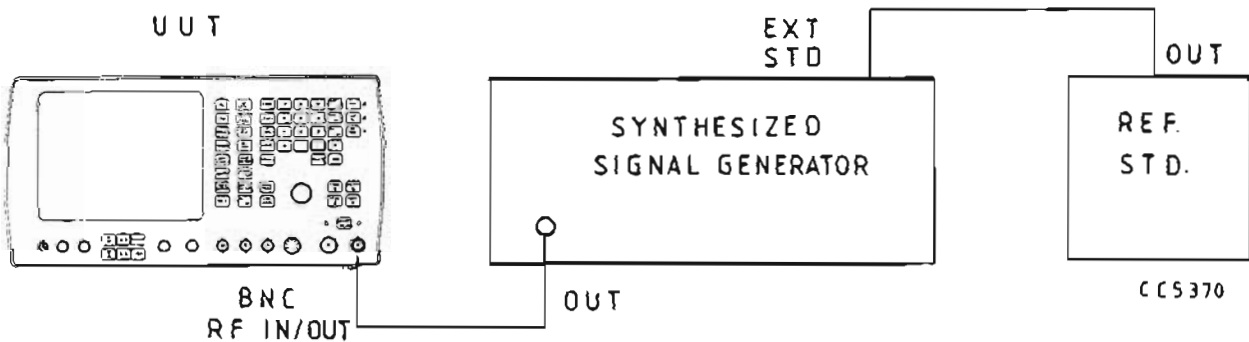 UUT
EXT
STD
OUT
SYNTHESIZED
SIGNAL GENERATOR
REF.
STD.
BNC
RF IN/OUT
OUT
CC5370